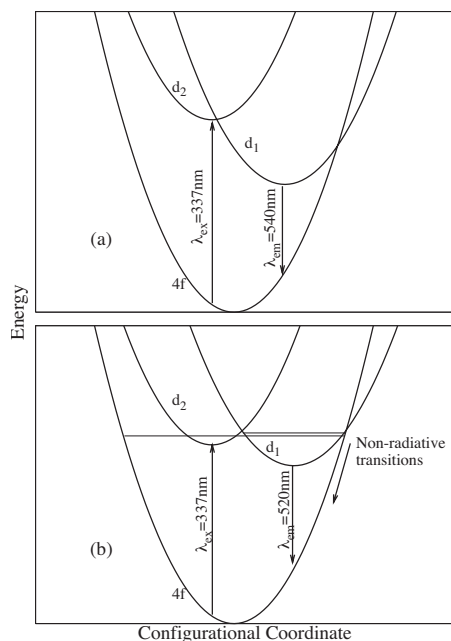 d₂
d₁
λex=337nm
λem=540nm
(a)
4f
Energy
d₂
d₁
Non-radiative
transitions
λex=337nm
λem=520nm
(b)
4f
Configurational Coordinate